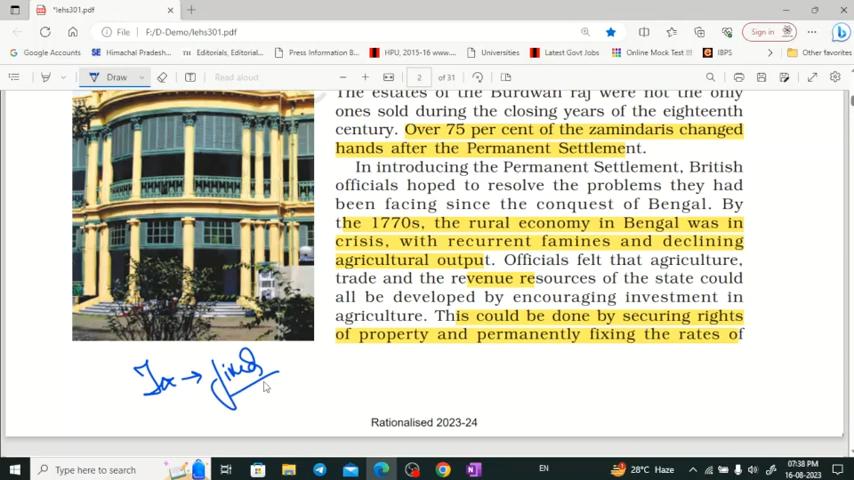 *lehs301.pdf
File
F:/D-Demo/lehs301.pdf
Sign in
Google Accounts
Himachal Pradesh...
Editorials, Editorial...
Press Information B...
HPU, 2015-16 www....
Universities
Latest Govt Jobs
Online Mock Test !!!...
IBPS
Other favorites
Draw
Read aloud
2 of 31
The estates of the Burdwan raj were not the only
ones sold during the closing years of the eighteenth
century. Over 75 per cent of the zamindaris changed
hands after the Permanent Settlement.
In introducing the Permanent Settlement, British
officials hoped to resolve the problems they had
been facing since the conquest of Bengal. By
the 1770s, the rural economy in Bengal was in
crisis, with recurrent famines and declining
agricultural output. Officials felt that agriculture,
trade and the revenue resources of the state could
all be developed by encouraging investment in
agriculture. This could be done by securing rights
of property and permanently fixing the rates of
Tax → fixed
Rationalised 2023-24
Type here to search
28°C Haze
EN
07:38 PM
16-08-2023